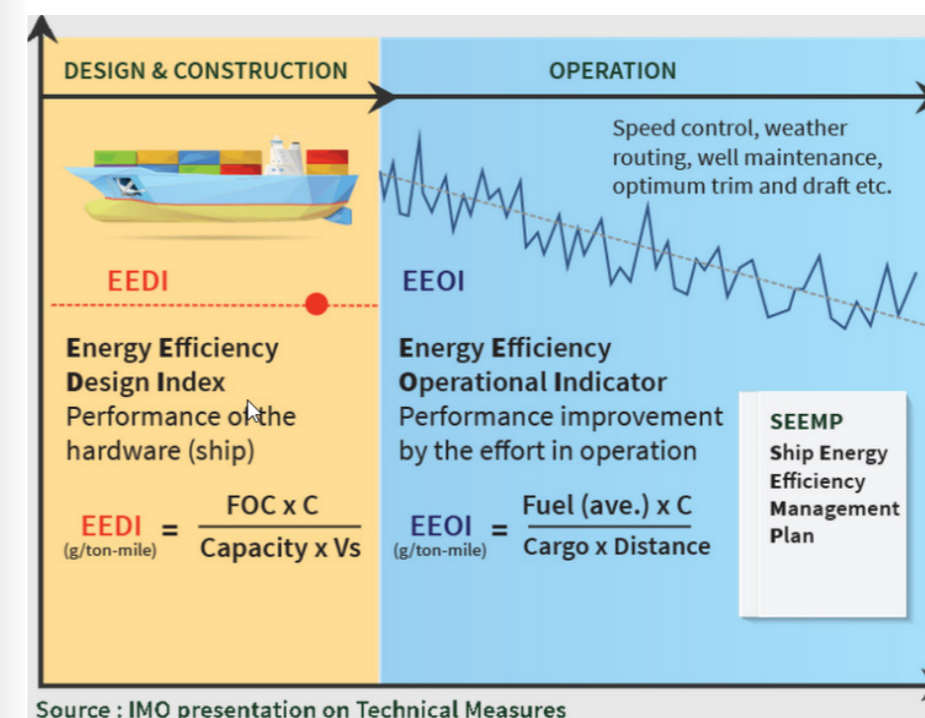 DESIGN & CONSTRUCTION
OPERATION
Speed control, weather
routing, well maintenance,
optimum trim and draft etc.
EEDI
Energy Efficiency
Design Index
Performance of the
hardware (ship)
EEDI
(g/ton-mile)
=
FOC x C
Capacity x Vs
EEOI
Energy Efficiency
Operational Indicator
Performance improvement
by the effort in operation
EEOI
(g/ton-mile)
=
Fuel (ave.) x C
Cargo x Distance
SEEMP
Ship Energy
Efficiency
Management
Plan
Source : IMO presentation on Technical Measures